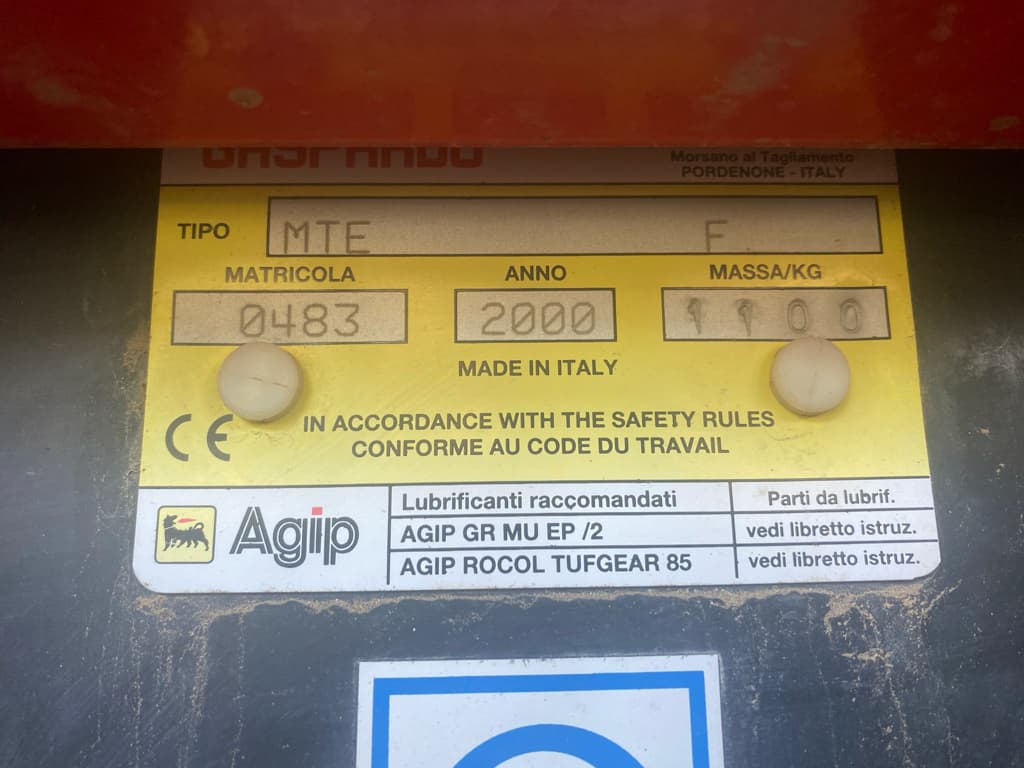 GASPARDO
Morsano al Tagliamento
PORDENONE - ITALY
TIPO MTE F.
MATRICOLA ANNO MASSA/KG
0483 2000 1100
MADE IN ITALY
CE IN ACCORDANCE WITH THE SAFETY RULES
CONFORME AU CODE DU TRAVAIL
Agip
Lubrificanti raccomandati Parti da lubrif.
AGIP GR MU EP /2 vedi libretto istruz.
AGIP ROCOL TUFGEAR 85 vedi libretto istruz.